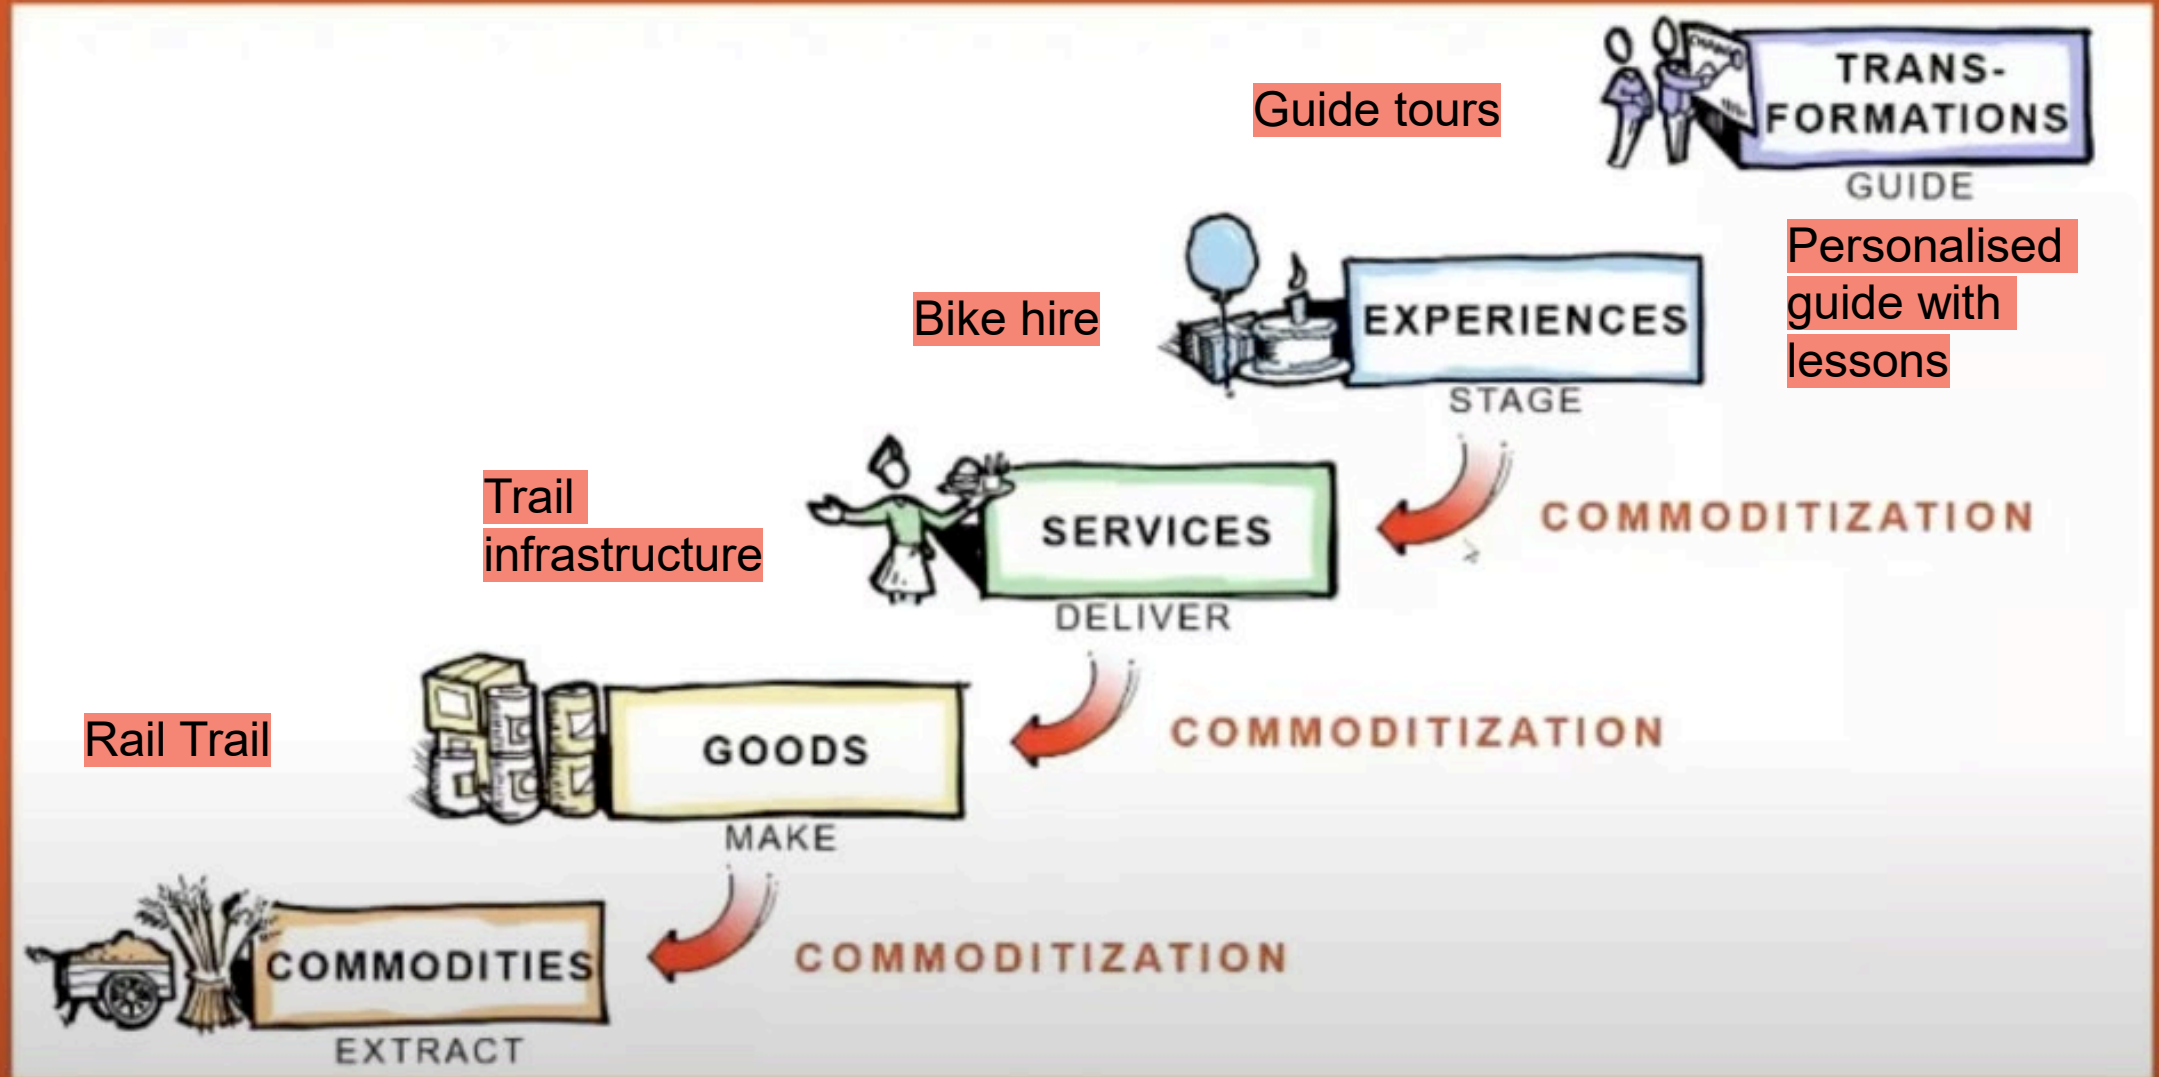 TRANS-
FORMATIONS
GUIDE
Guide tours
Personalised
guide with
lessons
EXPERIENCES
STAGE
Bike hire
COMMODITIZATION
SERVICES
DELIVER
Trail
infrastructure
COMMODITIZATION
GOODS
MAKE
Rail Trail
COMMODITIZATION
COMMODITIES
EXTRACT